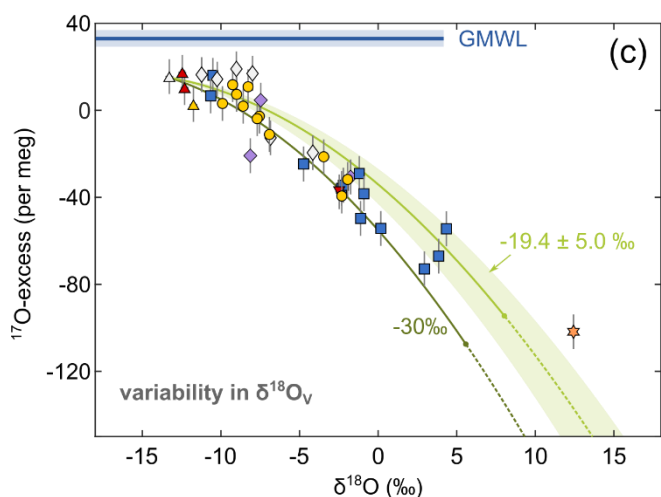 40
GMWL
(c)
0
-40
-19.4 ± 5.0 ‰
-80
-30‰
-120
variability in δ¹⁸Oᵥ
¹⁷O-excess (per meg)
-15
-10
-5
0
5
10
15
δ¹⁸O (‰)